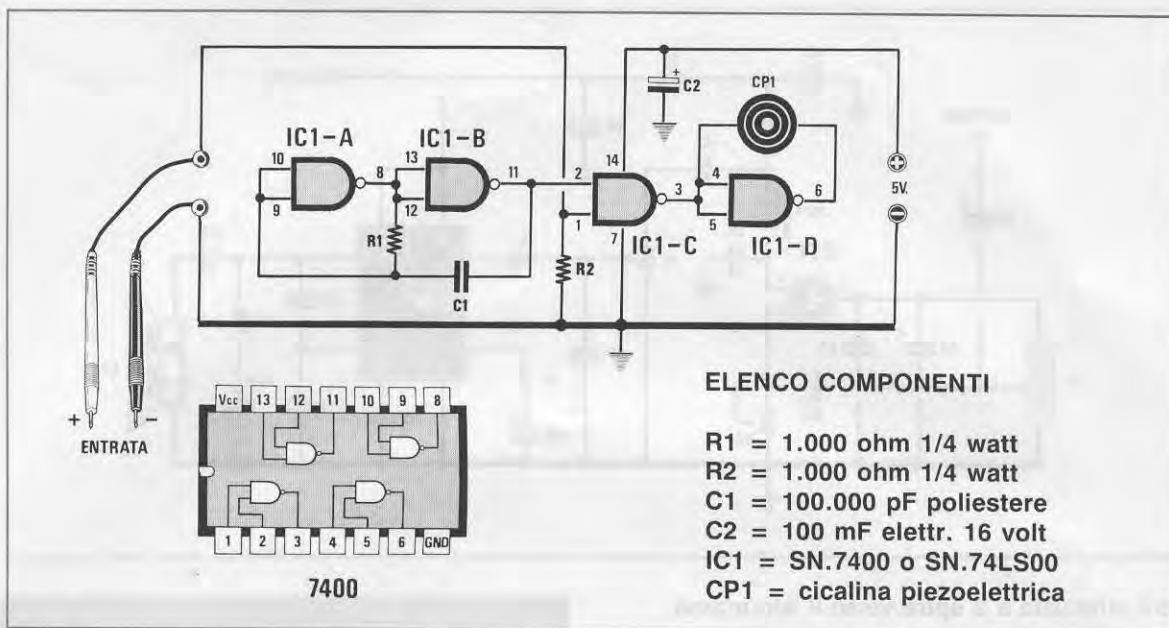 C2
CP1
IC1-A
IC1-B
10
9
8
13
12
11
2
1
14
7
3
4
5
6
+
5V.
R1
C1
R2
IC1-C
IC1-D
+ -
ENTRATA
Vcc 13 12 11 10 9 8
1 2 3 4 5 6 GND
7400
ELENCO COMPONENTI
R1 = 1.000 ohm 1/4 watt
R2 = 1.000 ohm 1/4 watt
C1 = 100.000 pF poliestere
C2 = 100 mF elettr. 16 volt
IC1 = SN.7400 o SN.74LS00
CP1 = cicalina piezoelettrica